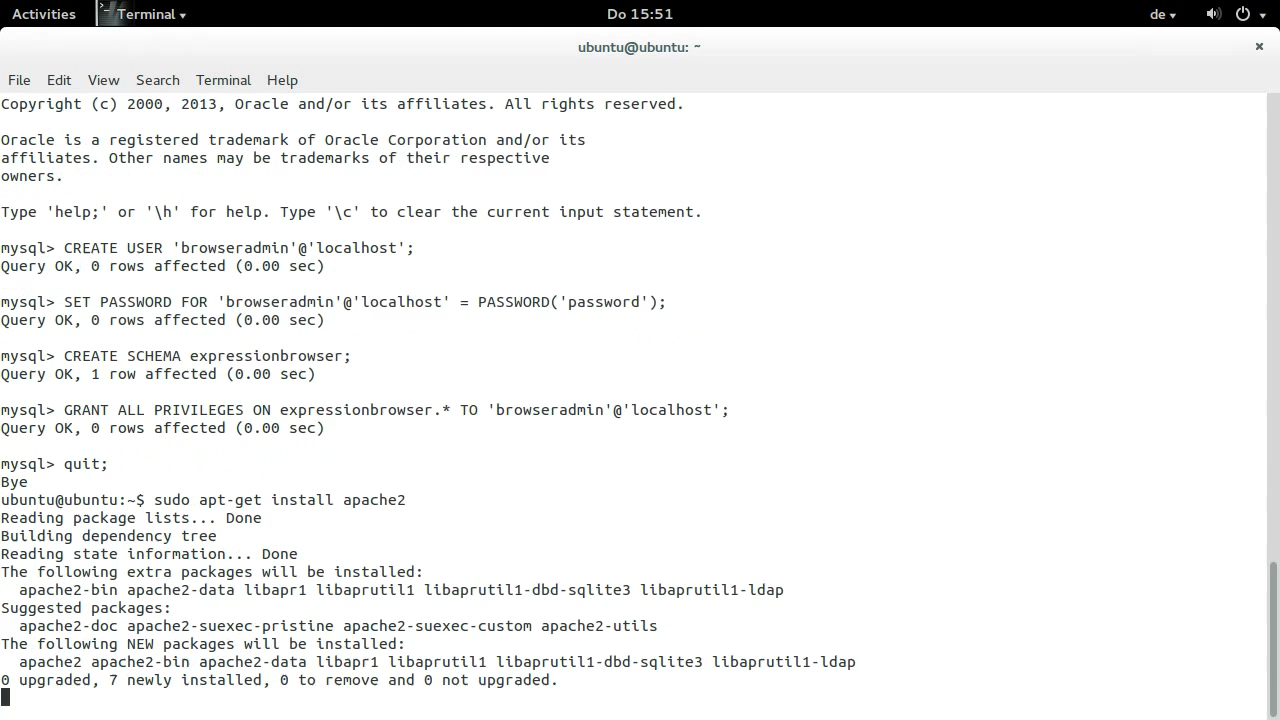 Activities Terminal Do 15:51 de
ubuntu@ubuntu: ~ ×
File Edit View Search Terminal Help
Copyright (c) 2000, 2013, Oracle and/or its affiliates. All rights reserved.
Oracle is a registered trademark of Oracle Corporation and/or its
affiliates. Other names may be trademarks of their respective
owners.
Type 'help;' or '\h' for help. Type '\c' to clear the current input statement.
mysql> CREATE USER 'browseradmin'@'localhost';
Query OK, 0 rows affected (0.00 sec)
mysql> SET PASSWORD FOR 'browseradmin'@'localhost' = PASSWORD('password');
Query OK, 0 rows affected (0.00 sec)
mysql> CREATE SCHEMA expressionbrowser;
Query OK, 1 row affected (0.00 sec)
mysql> GRANT ALL PRIVILEGES ON expressionbrowser.* TO 'browseradmin'@'localhost';
Query OK, 0 rows affected (0.00 sec)
mysql> quit;
Bye
ubuntu@ubuntu:~$ sudo apt-get install apache2
Reading package lists... Done
Building dependency tree
Reading state information... Done
The following extra packages will be installed:
  apache2-bin apache2-data libapr1 libaprutil1 libaprutil1-dbd-sqlite3 libaprutil1-ldap
Suggested packages:
  apache2-doc apache2-suexec-pristine apache2-suexec-custom apache2-utils
The following NEW packages will be installed:
  apache2 apache2-bin apache2-data libapr1 libaprutil1 libaprutil1-dbd-sqlite3 libaprutil1-ldap
0 upgraded, 7 newly installed, 0 to remove and 0 not upgraded.